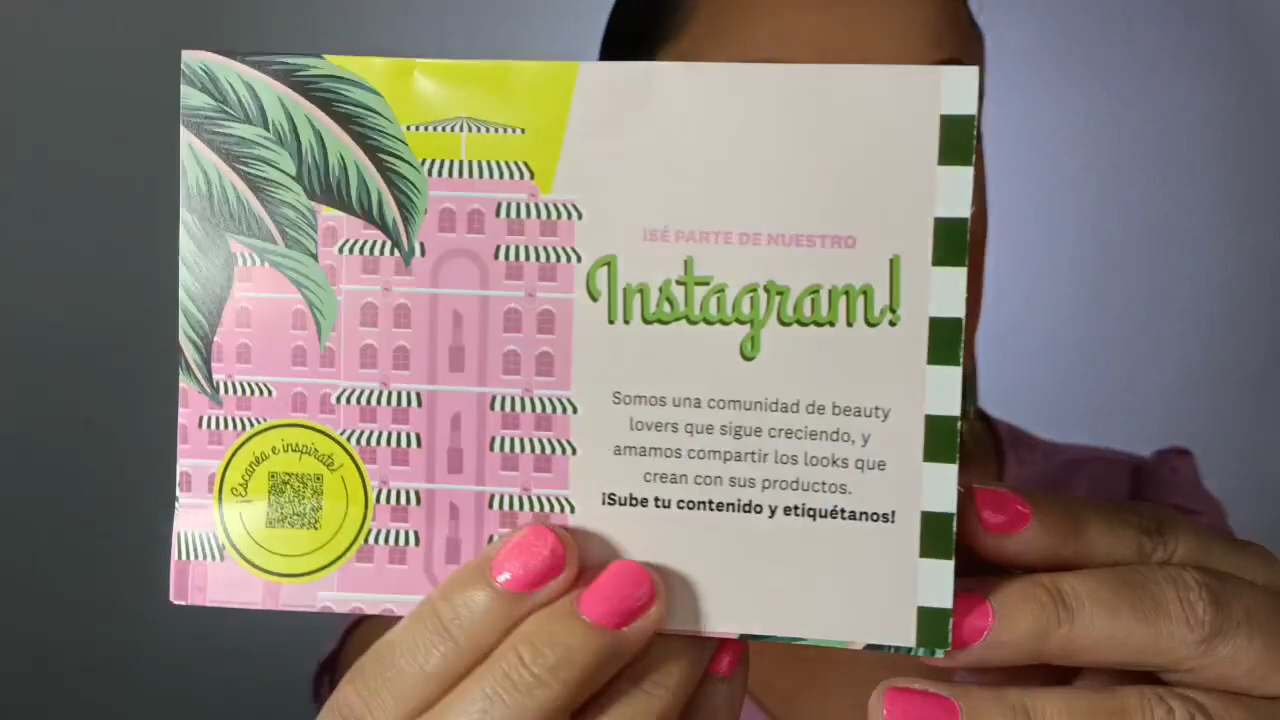 ¡SÉ PARTE DE NUESTRO
Instagram!
Somos una comunidad de beauty
lovers que sigue creciendo, y
amamos compartir los looks que
crean con sus productos.
¡Sube tu contenido y etiquétanos!
¡Escanéa e inspírate!